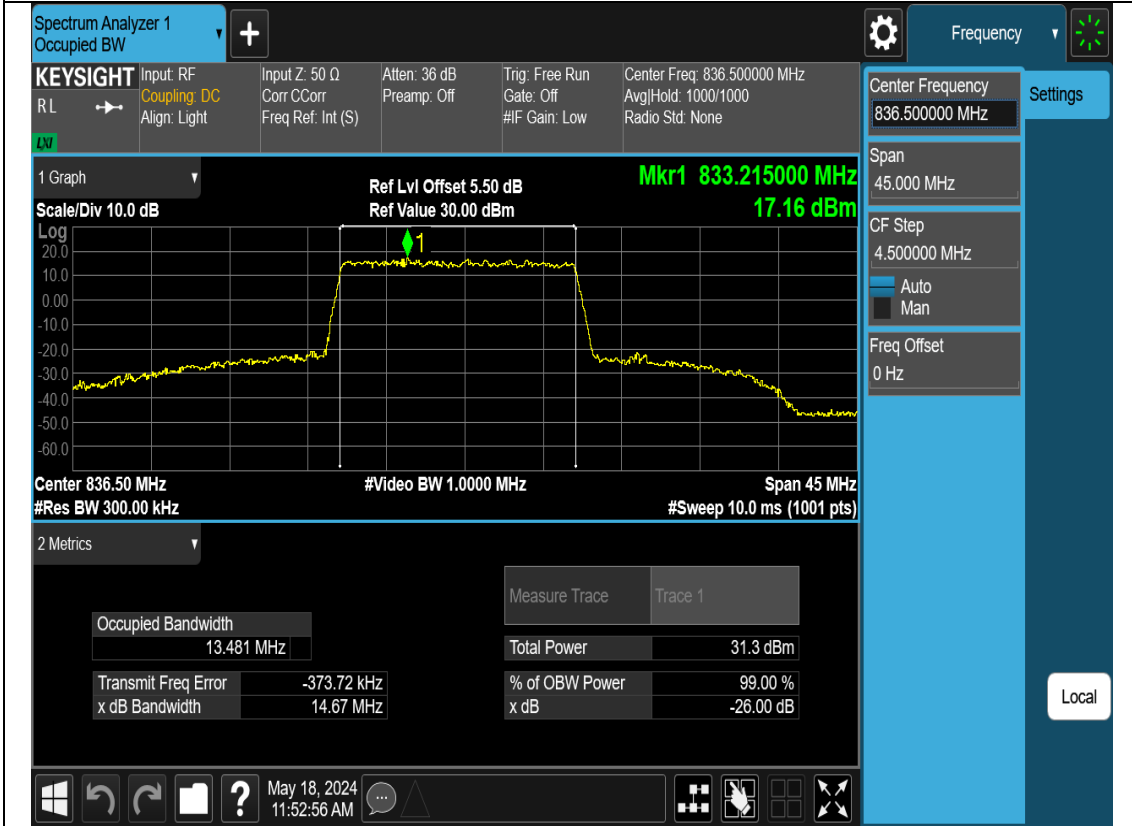 Spectrum Analyzer 1
Occupied BW
Frequency
KEYSIGHT
RL
LXI
Input: RF
Coupling: DC
Align: Light
Input Z: 50 Ω
Corr CCorr
Freq Ref: Int (S)
Atten: 36 dB
Preamp: Off
Trig: Free Run
Gate: Off
#IF Gain: Low
Center Freq: 836.500000 MHz
Avg|Hold: 1000/1000
Radio Std: None
Center Frequency
836.500000 MHz
Settings
Span
45.000 MHz
CF Step
4.500000 MHz
Auto
Man
Freq Offset
0 Hz
Local
1 Graph
Scale/Div 10.0 dB
Ref Lvl Offset 5.50 dB
Ref Value 30.00 dBm
Mkr1 833.215000 MHz
17.16 dBm
Log
1
20.0
10.0
0.00
-10.0
-20.0
-30.0
-40.0
-50.0
-60.0
Center 836.50 MHz
#Video BW 1.0000 MHz
Span 45 MHz
#Res BW 300.00 kHz
#Sweep 10.0 ms (1001 pts)
2 Metrics
Measure Trace Trace 1
Occupied Bandwidth
13.481 MHz
Total Power 31.3 dBm
Transmit Freq Error -373.72 kHz
% of OBW Power 99.00 %
x dB Bandwidth 14.67 MHz
x dB -26.00 dB
?
May 18, 2024
11:52:56 AM